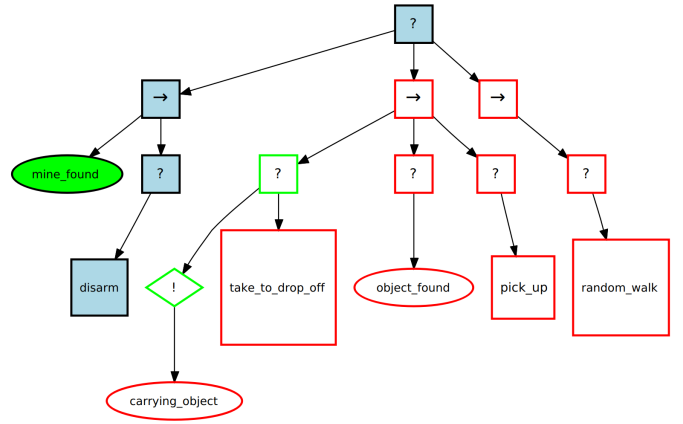 ?
→ → →
mine_found ? ? ? ? ?
disarm ! take_to_drop_off object_found pick_up random_walk
carrying_object